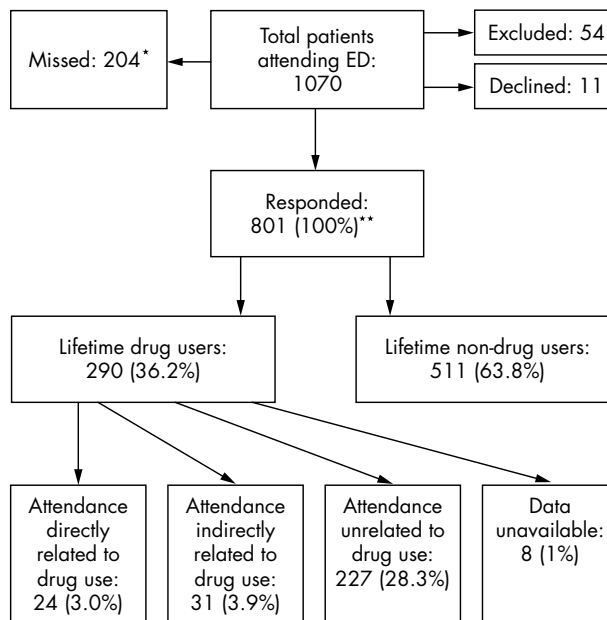 Missed: 204*
Total patients
attending ED:
1070
Excluded: 54
Declined: 11
Responded:
801 (100%)**
Lifetime drug users:
290 (36.2%)
Lifetime non-drug users:
511 (63.8%)
Attendance
directly
related to
drug use:
24 (3.0%)
Attendance
indirectly
related to
drug use:
31 (3.9%)
Attendance
unrelated to
drug use:
227 (28.3%)
Data
unavailable:
8 (1%)